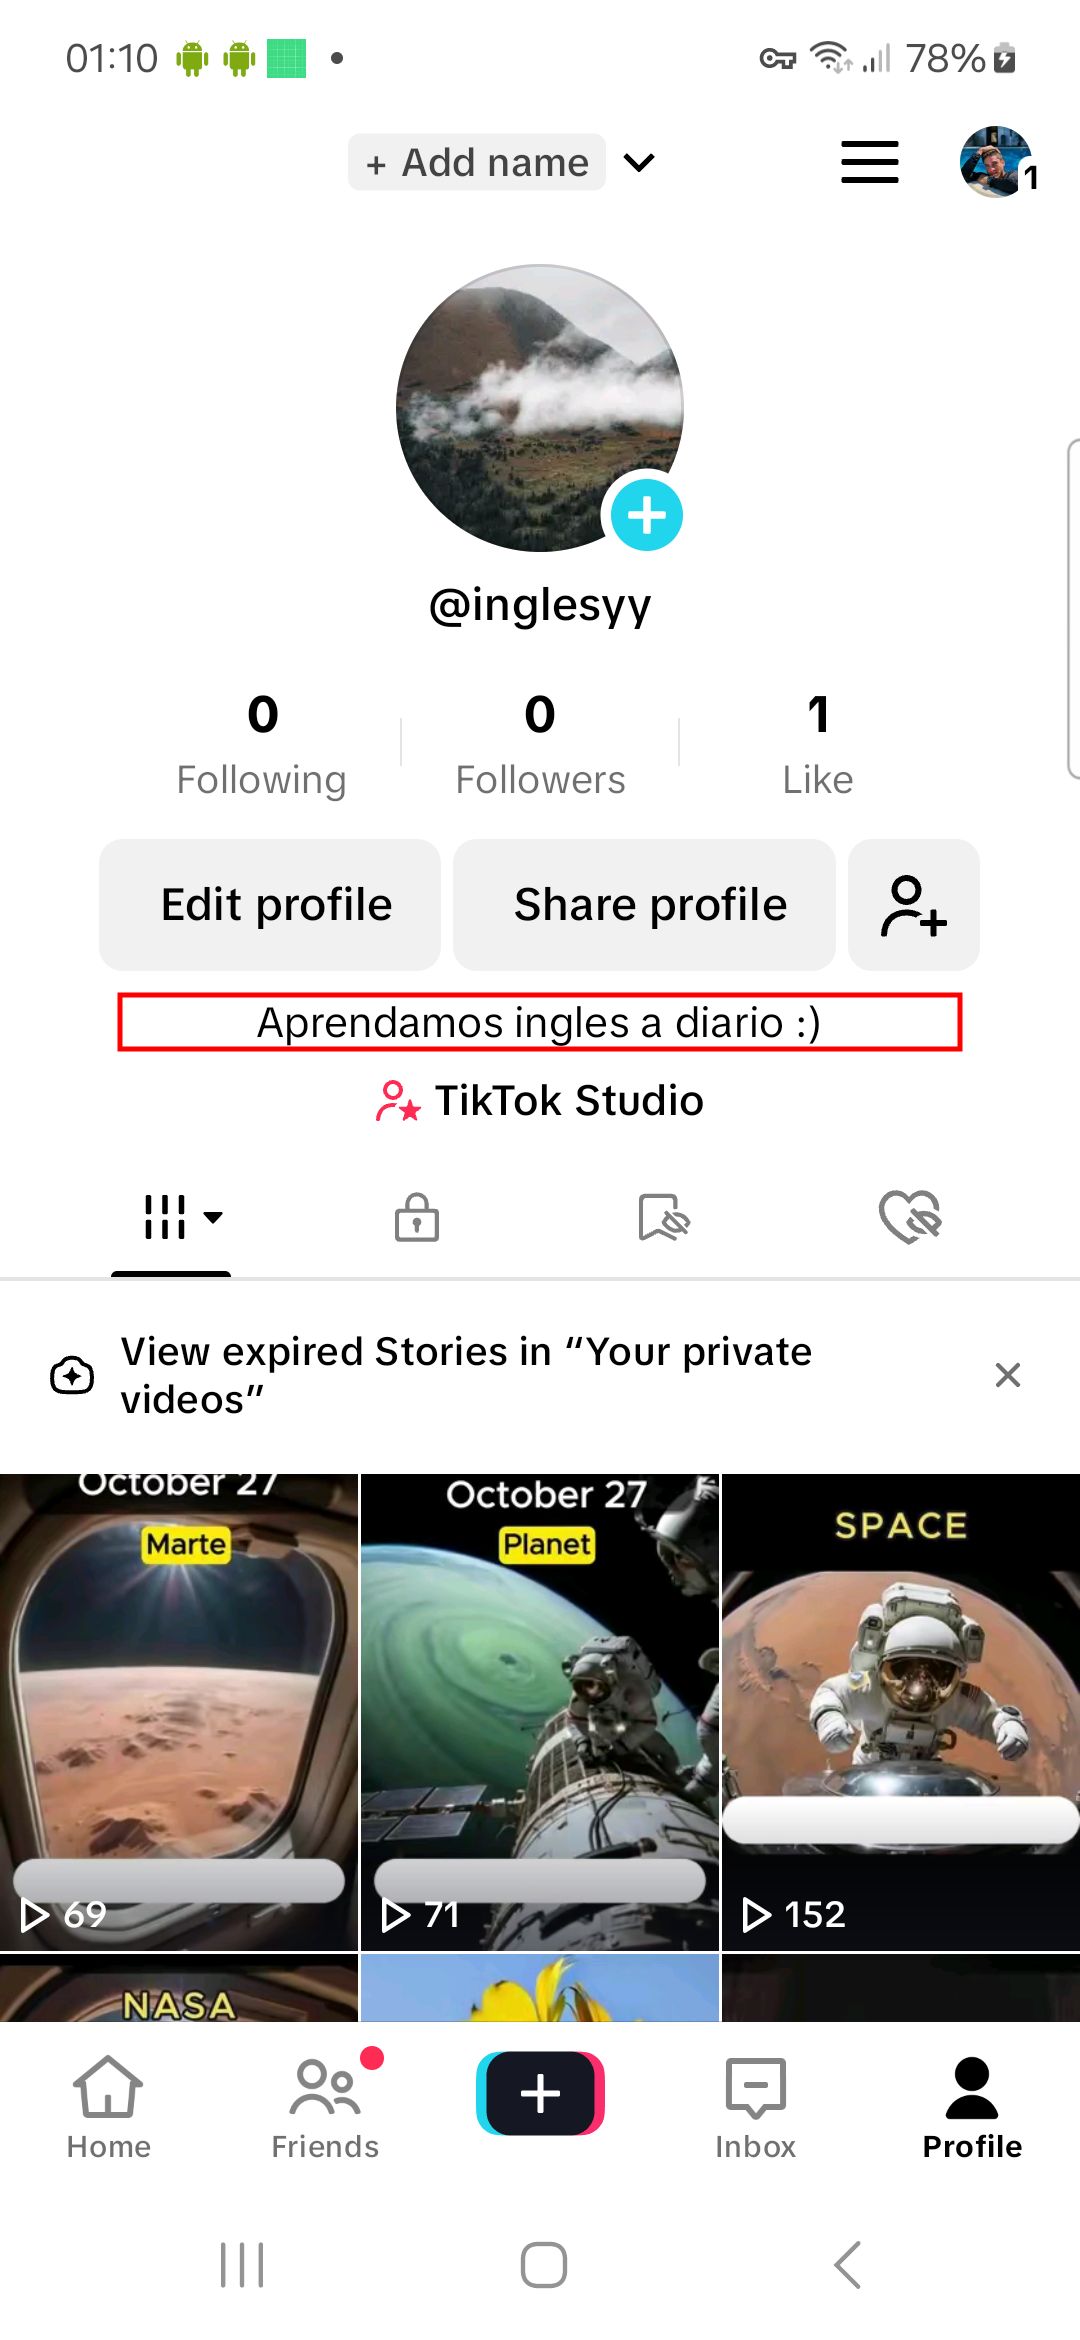 01:10
78%
+ Add name
1
@inglesyy
0 Following
0 Followers
1 Like
Edit profile
Share profile
Aprendamos ingles a diario :)
TikTok Studio
View expired Stories in “Your private
videos”
October 27
Marte
69
October 27
Planet
71
SPACE
152
NASA
Home
Friends
Inbox
Profile